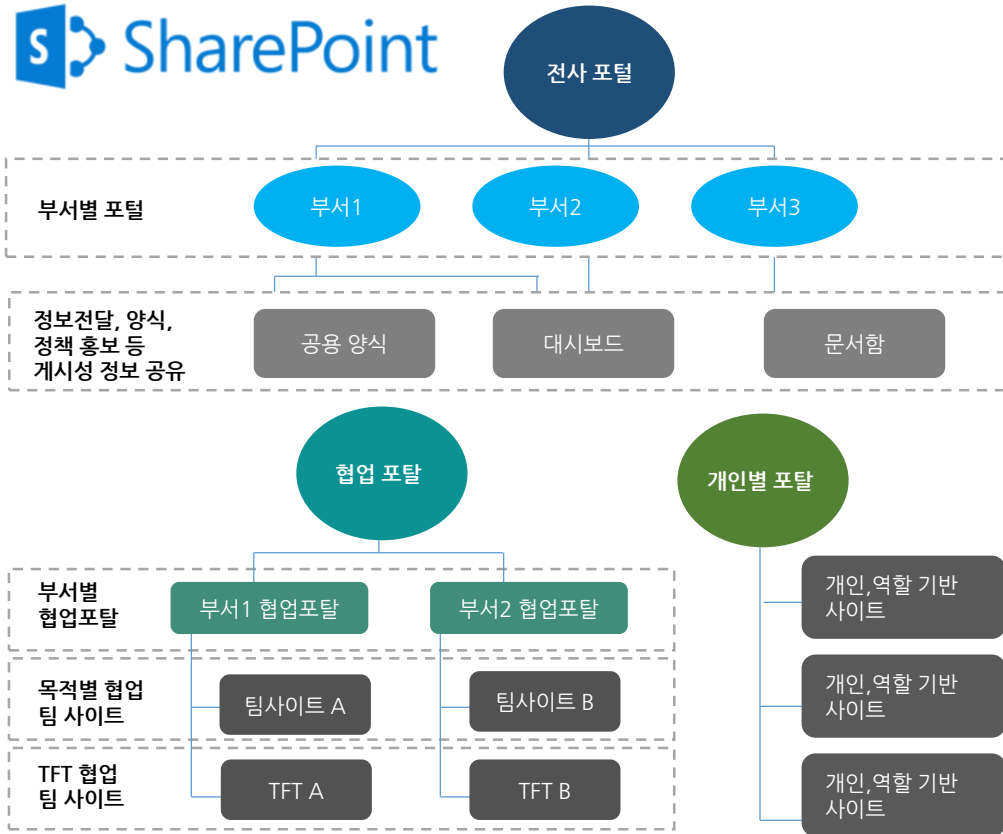 SharePoint
전사 포털
부서별 포털
부서1
부서2
부서3
정보전달, 양식,
정책 홍보 등
게시성 정보 공유
공용 양식
대시보드
문서함
협업 포탈
개인별 포탈
부서별
협업포탈
부서1 협업포탈
부서2 협업포탈
목적별 협업
팀 사이트
팀사이트 A
팀사이트 B
TFT 협업
팀 사이트
TFT A
TFT B
개인,역할 기반
사이트
개인,역할 기반
사이트
개인,역할 기반
사이트